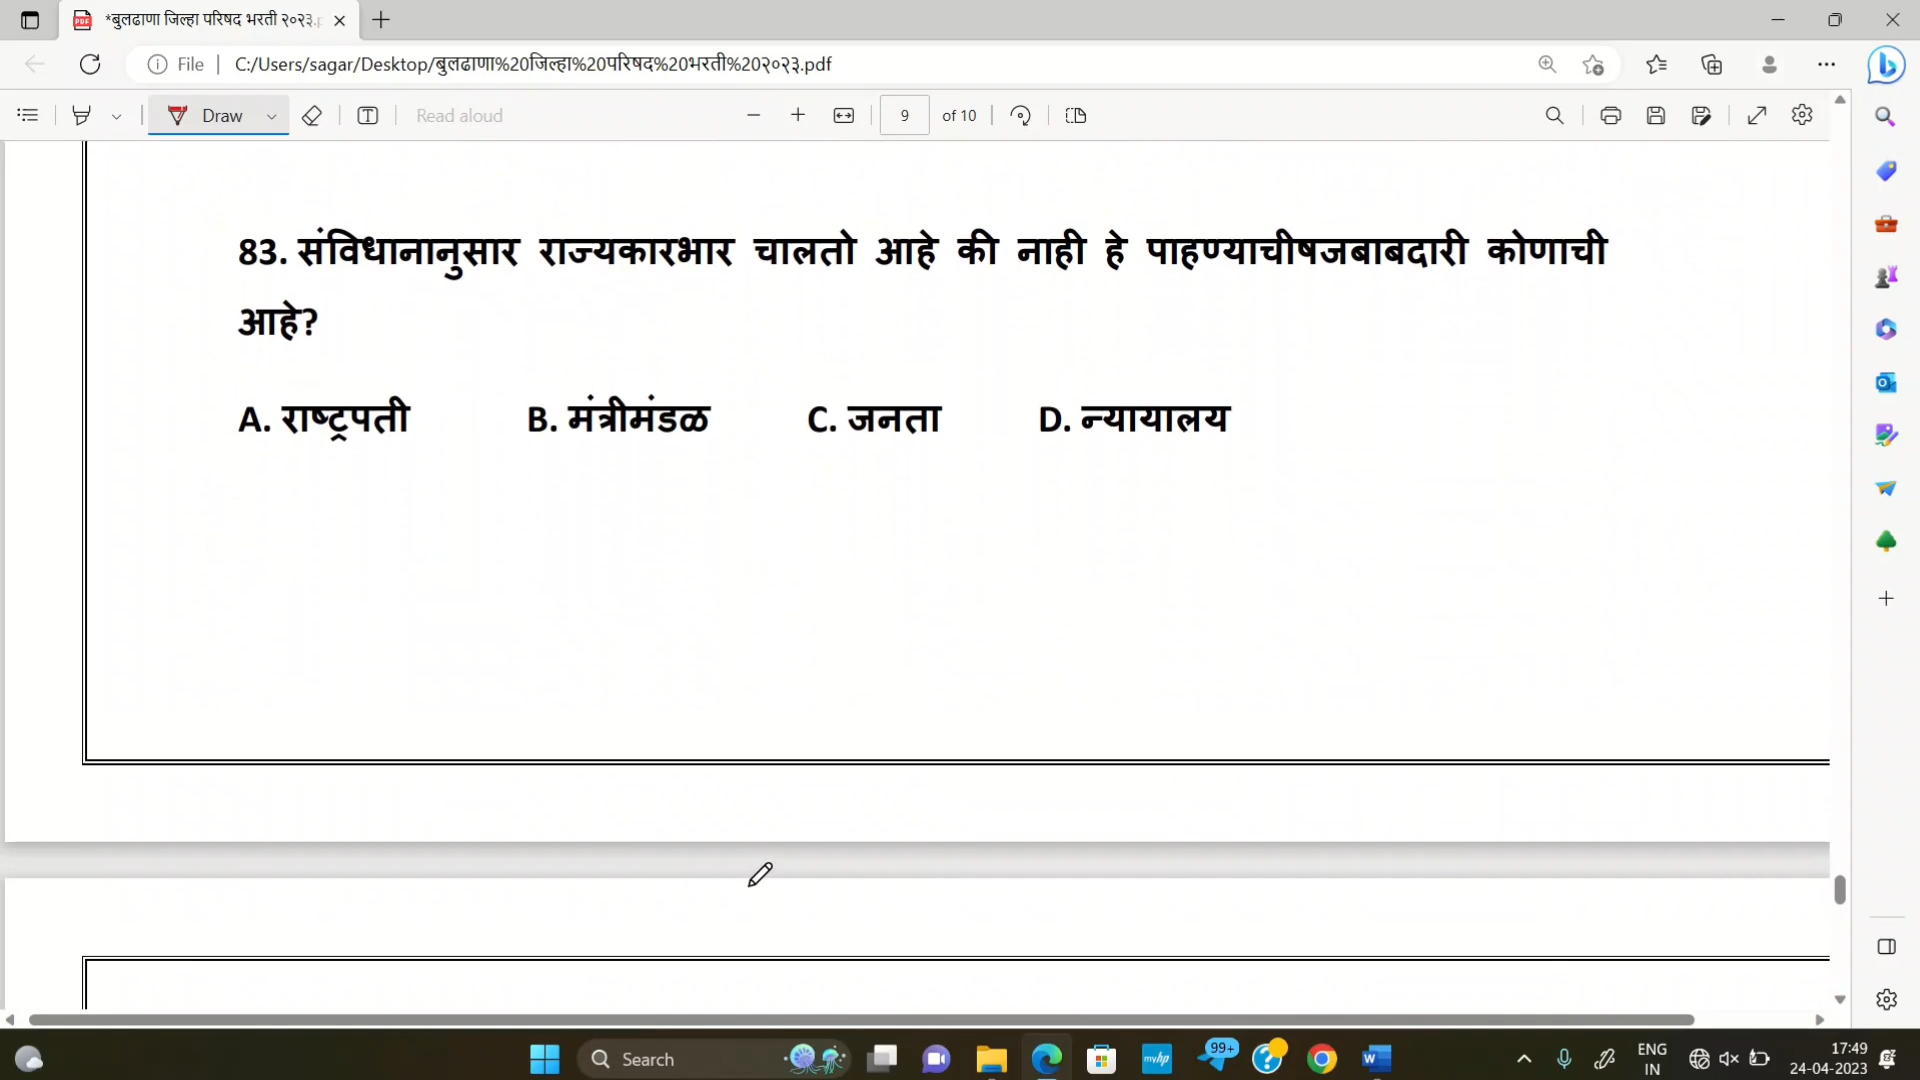 *बुलढाणा जिल्हा परिषद भरती २०२३.
File
C:/Users/sagar/Desktop/बुलढाणा%20जिल्हा%20परिषद%20भरती%20२०२३.pdf
Draw
Read aloud
9
of 10
83. संविधानानुसार राज्यकारभार चालतो आहे की नाही हे पाहण्याचीषजबाबदारी कोणाची
आहे?
A. राष्ट्रपती B. मंत्रीमंडळ C. जनता D. न्यायालय
Search
myhp
99+
ENG
IN
17:49
24-04-2023